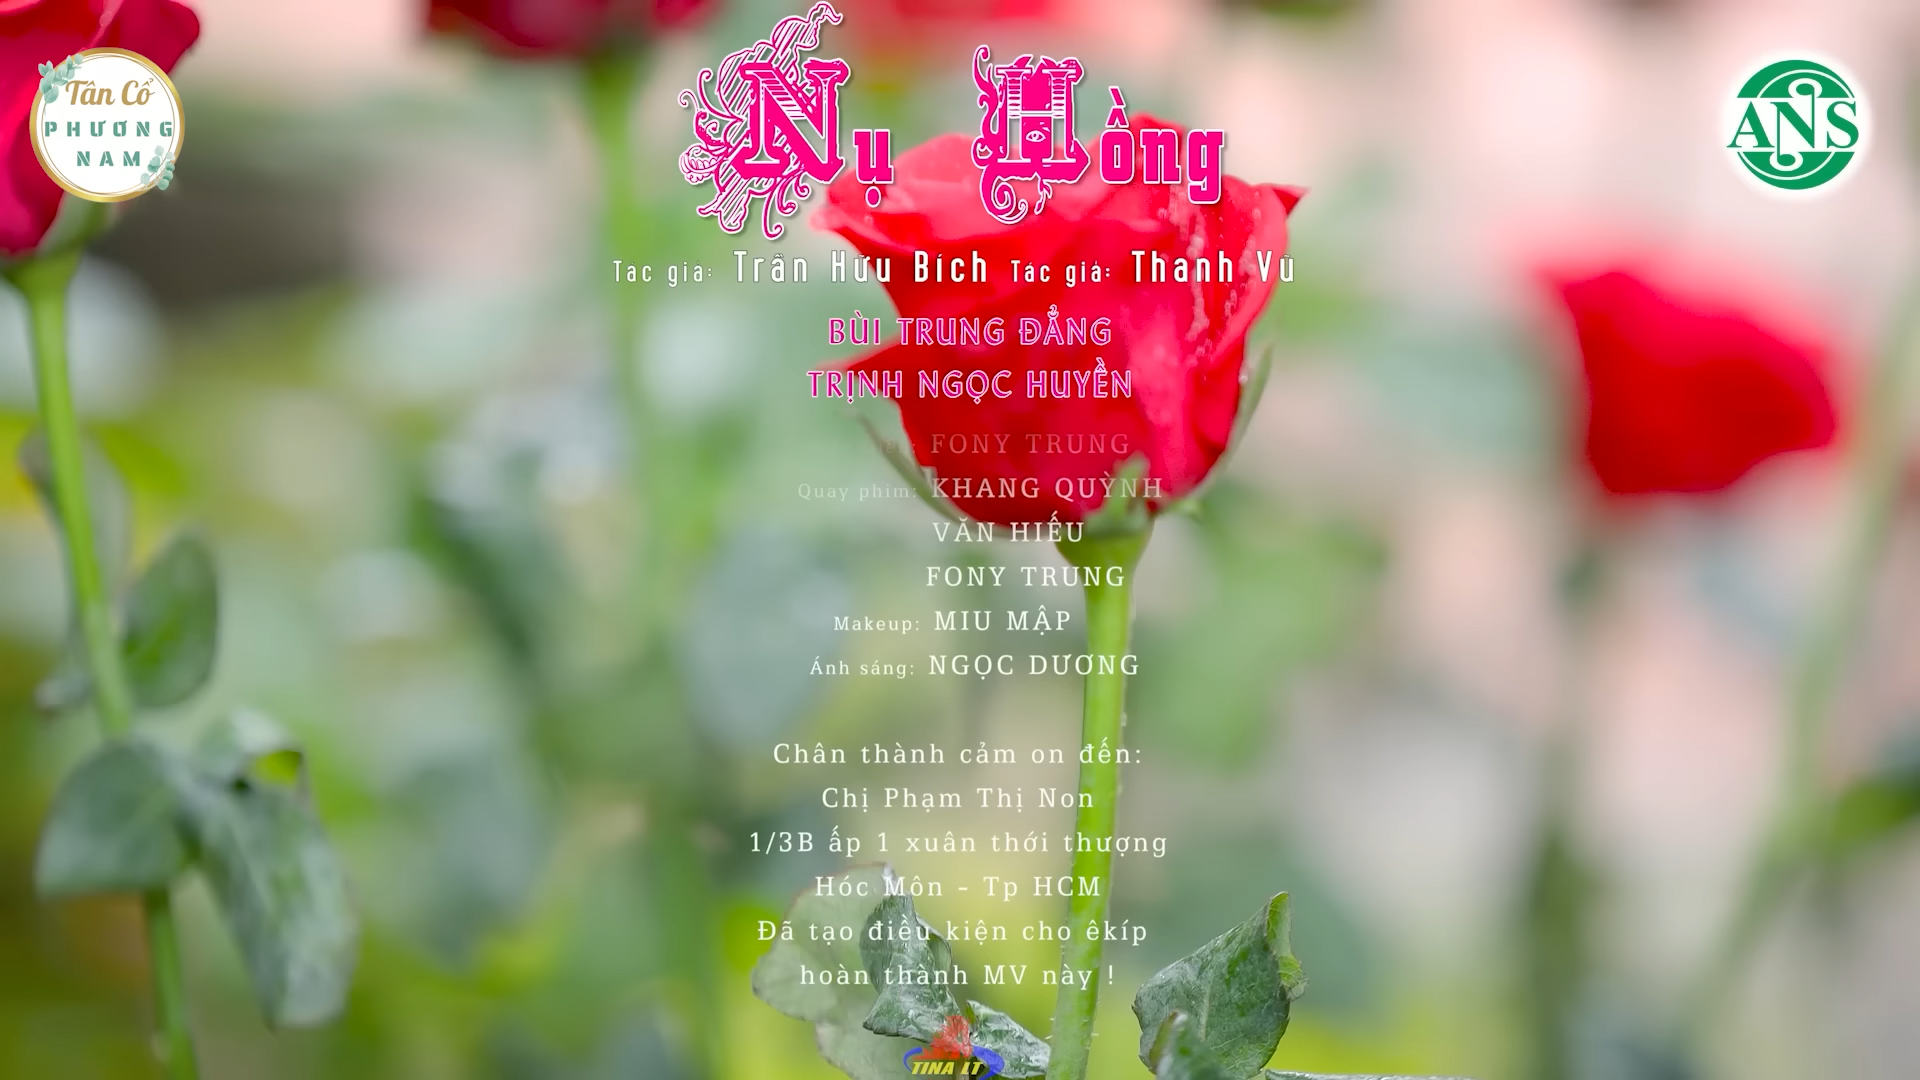 Tân Cổ
PHƯƠNG
NAM
ANS
Nụ Hồng
Tác giả: Trần Hữu Bích Tác giả: Thanh Vũ
BÙI TRUNG ĐẲNG
TRỊNH NGỌC HUYỀN
FONY TRUNG
Quay phim: KHANG QUỲNH
VĂN HIẾU
FONY TRUNG
Makeup: MIU MẬP
Ánh sáng: NGỌC DƯƠNG
Chân thành cảm on đến:
Chị Phạm Thị Non
1/3B ấp 1 xuân thới thượng
Hóc Môn - Tp HCM
Đã tạo điều kiện cho êkíp
hoàn thành MV này !
TINA LT